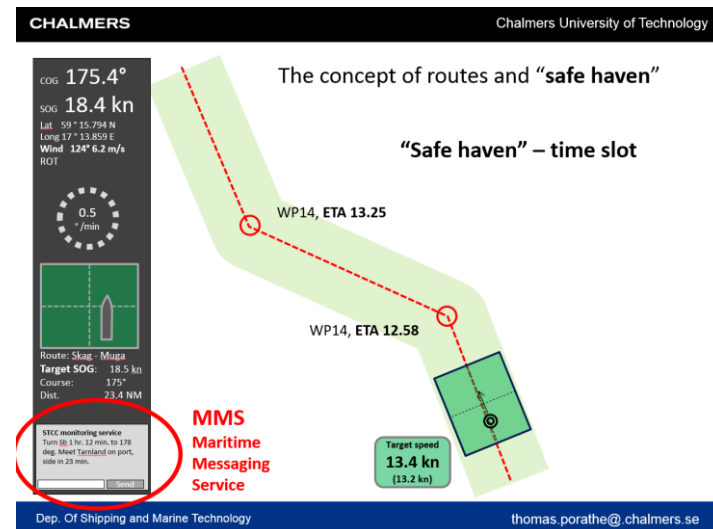 CHALMERS
Chalmers University of Technology
COG 175.4°
SOG 18.4 kn
Lat 59° 15.794 N
Long 17° 13.859 E
Wind 124° 6.2 m/s
ROT
0.5
°/min
Route: Skag - Muga
Target SOG: 18.5 kn
Course: 175°
Dist. 23.4 NM
STCC monitoring service
Turn Sb 1 hr. 12 min. to 178
deg. Meet Tarnland on port,
side in 23 min.
Send
The concept of routes and “safe haven”
“Safe haven” – time slot
WP14, ETA 13.25
WP14, ETA 12.58
MMS
Maritime
Messaging
Service
Target speed
13.4 kn
(13.2 kn)
Dep. Of Shipping and Marine Technology
thomas.porathe@.chalmers.se